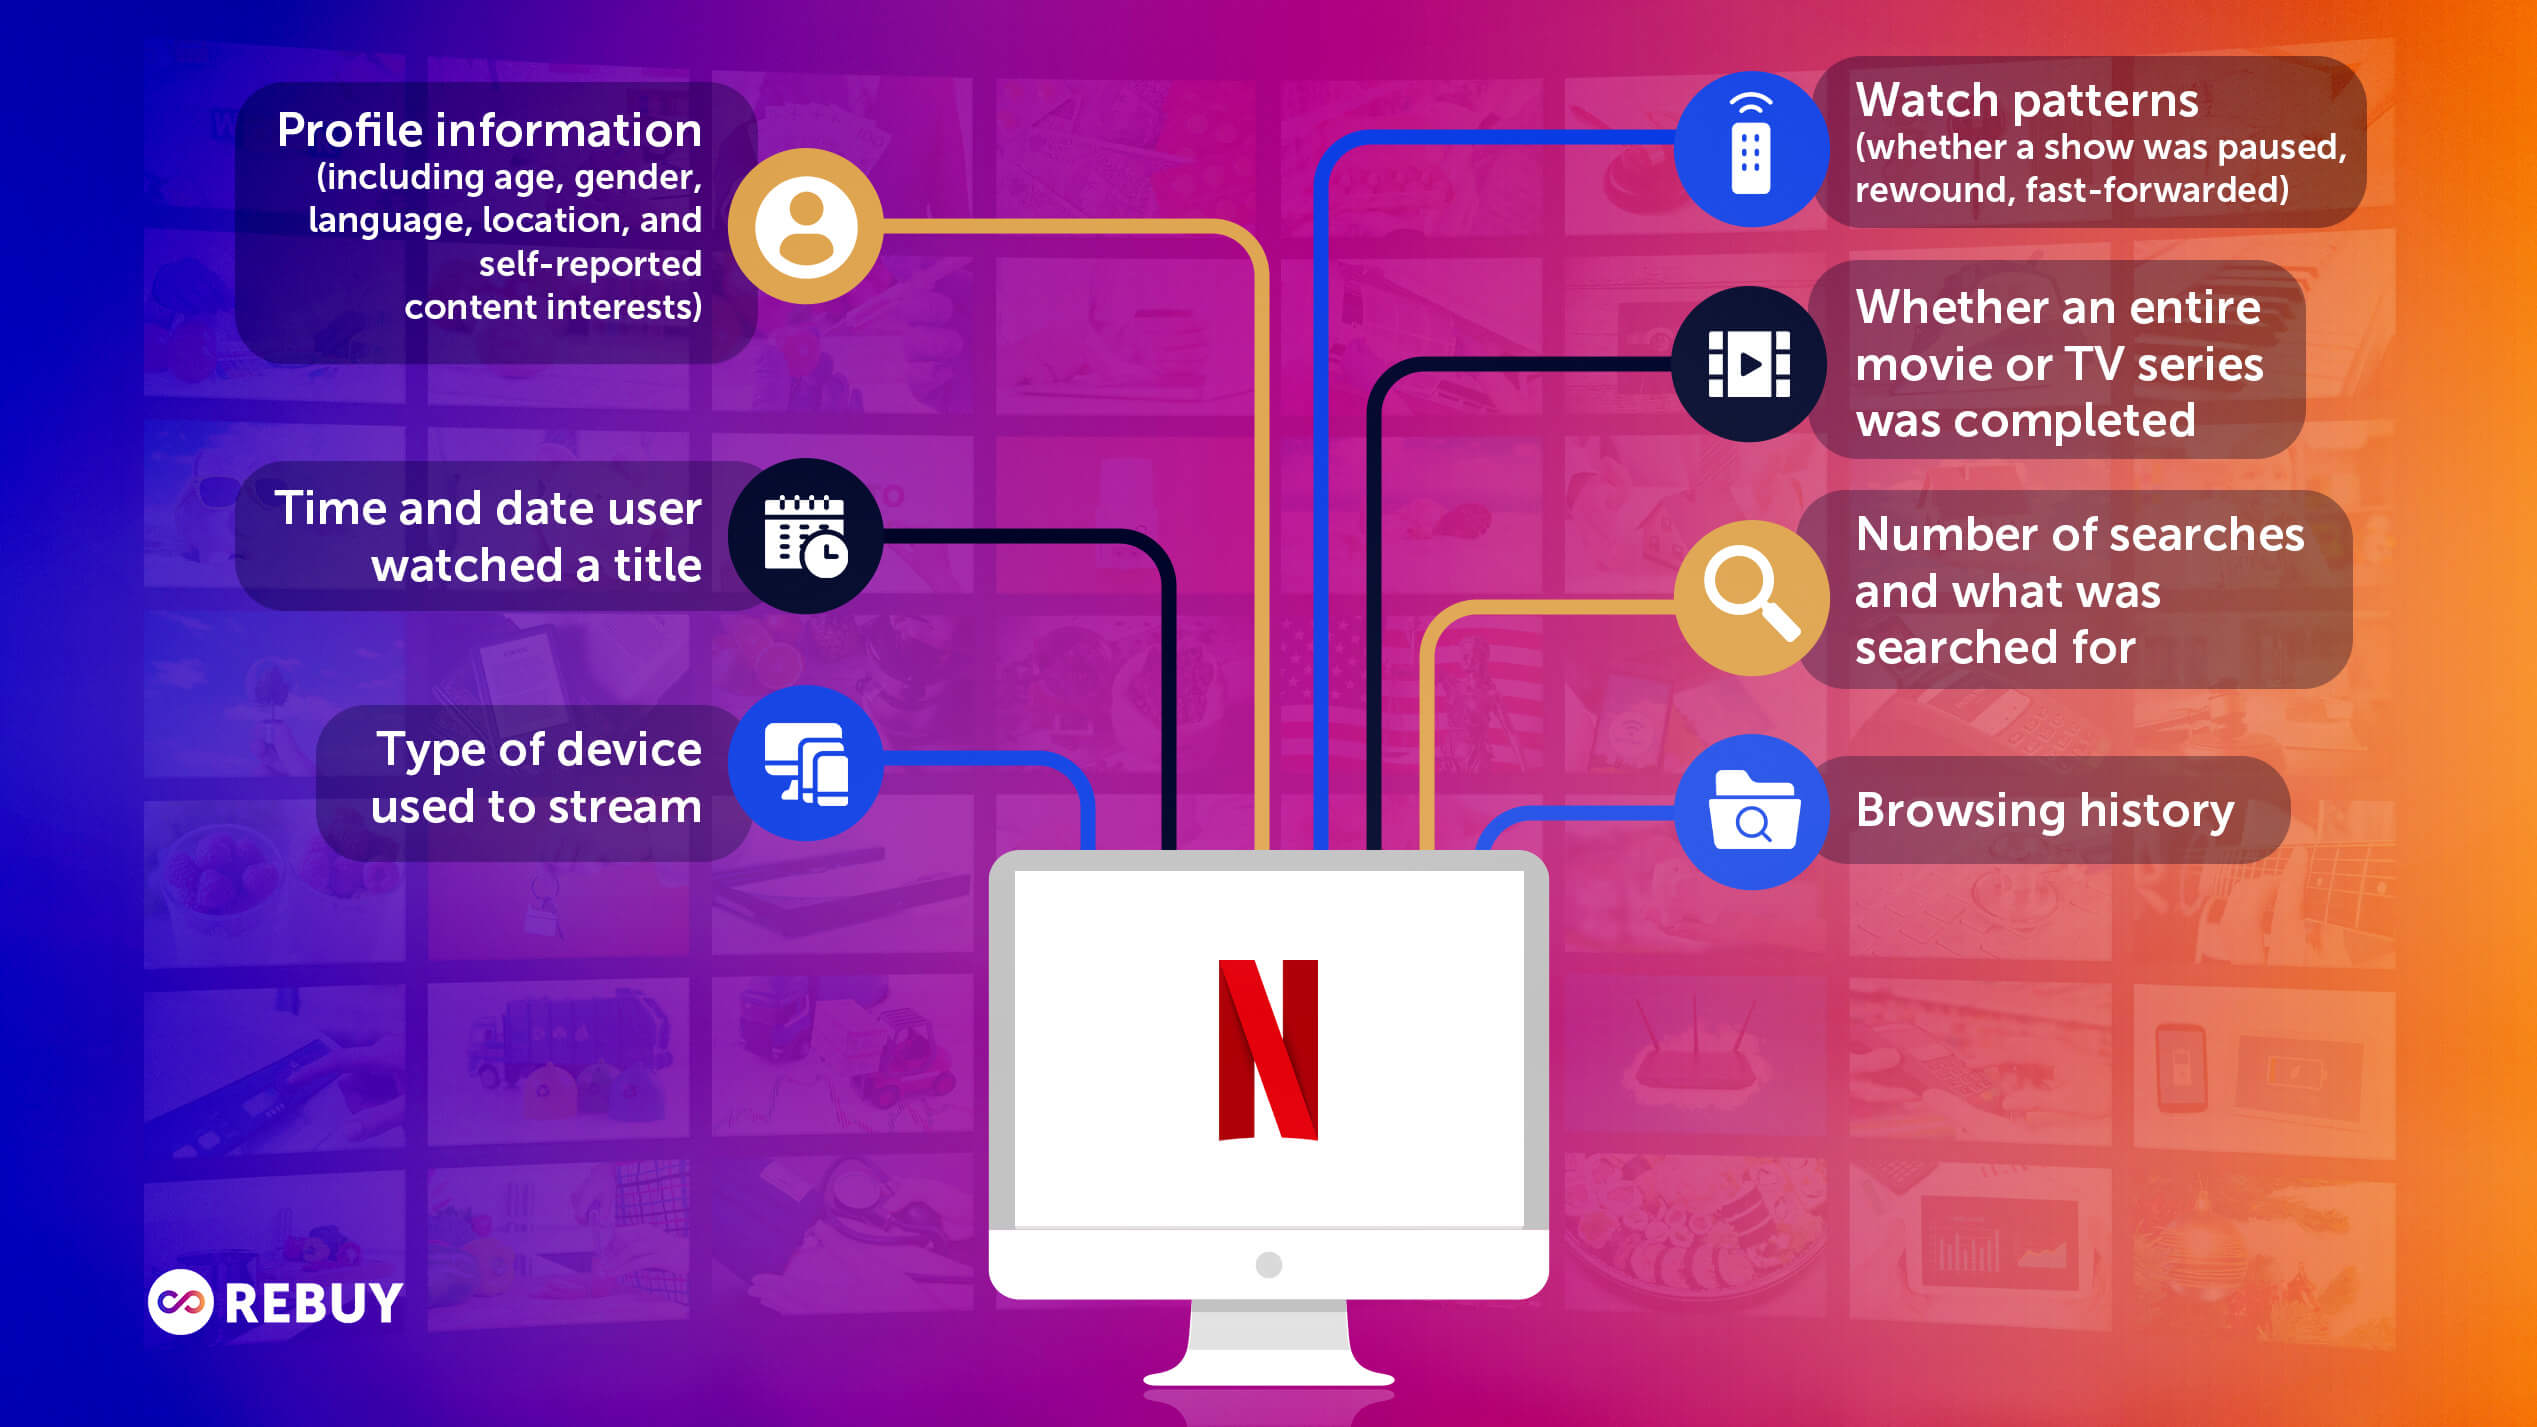 Profile information
(including age, gender,
language, location, and
self-reported
content interests)
Time and date user
watched a title
Type of device
used to stream
Watch patterns
(whether a show was paused,
rewound, fast-forwarded)
Whether an entire
movie or TV series
was completed
Number of searches
and what was
searched for
Browsing history
N
REBUY